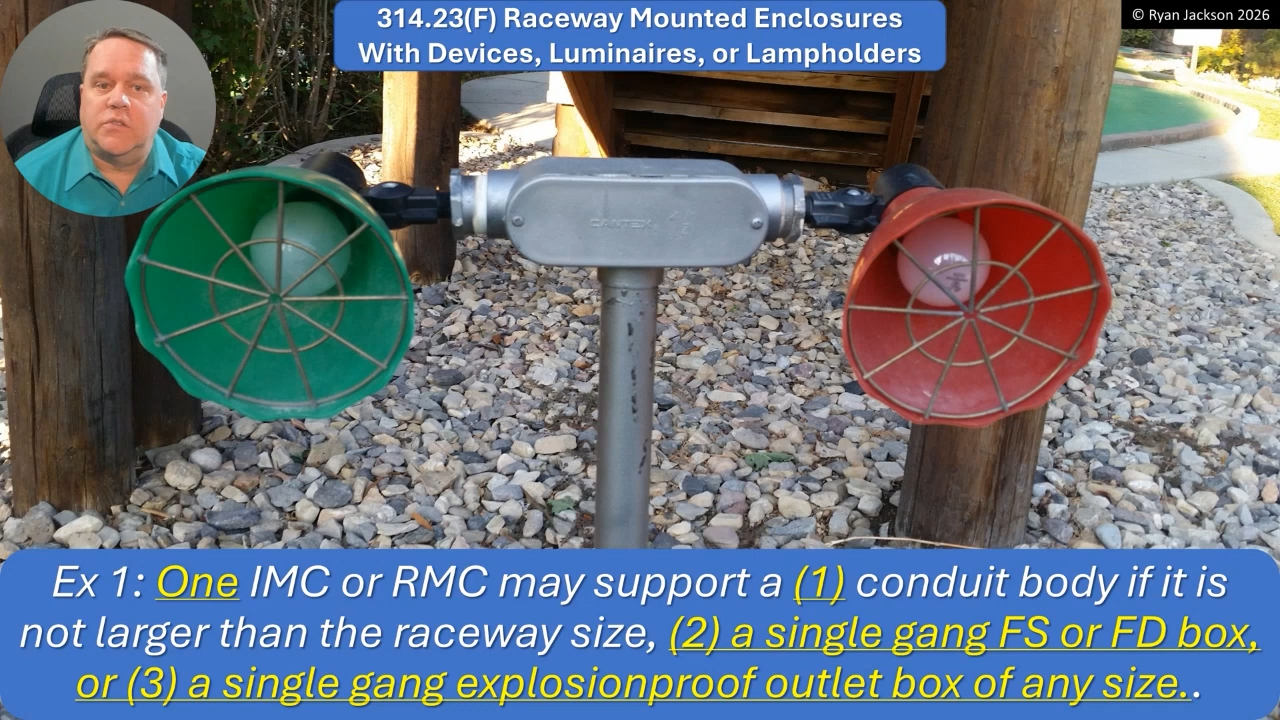 © Ryan Jackson 2026
314.23(F) Raceway Mounted Enclosures
With Devices, Luminaires, or Lampholders
CANTEX
Ex 1: One IMC or RMC may support a (1) conduit body if it is
not larger than the raceway size, (2) a single gang FS or FD box,
or (3) a single gang explosionproof outlet box of any size..